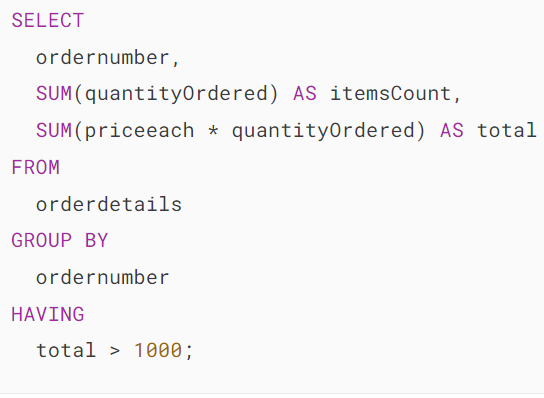 SELECT
ordernumber,
SUM(quantityOrdered) AS itemsCount,
SUM(priceeach * quantityOrdered) AS total
FROM
orderdetails
GROUP BY
ordernumber
HAVING
total > 1000;